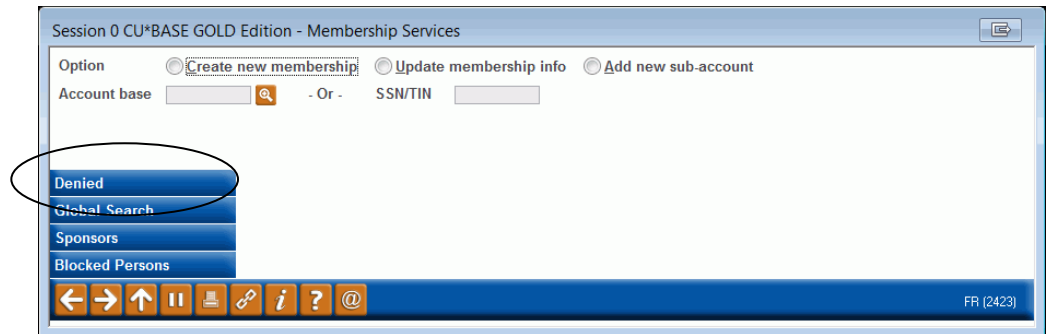 Session 0 CU*BASE GOLD Edition - Membership Services
Option Create new membership Update membership info Add new sub-account
Account base - Or - SSN/TIN
Denied
Global Search
Sponsors
Blocked Persons
i ? @ FR (2423)